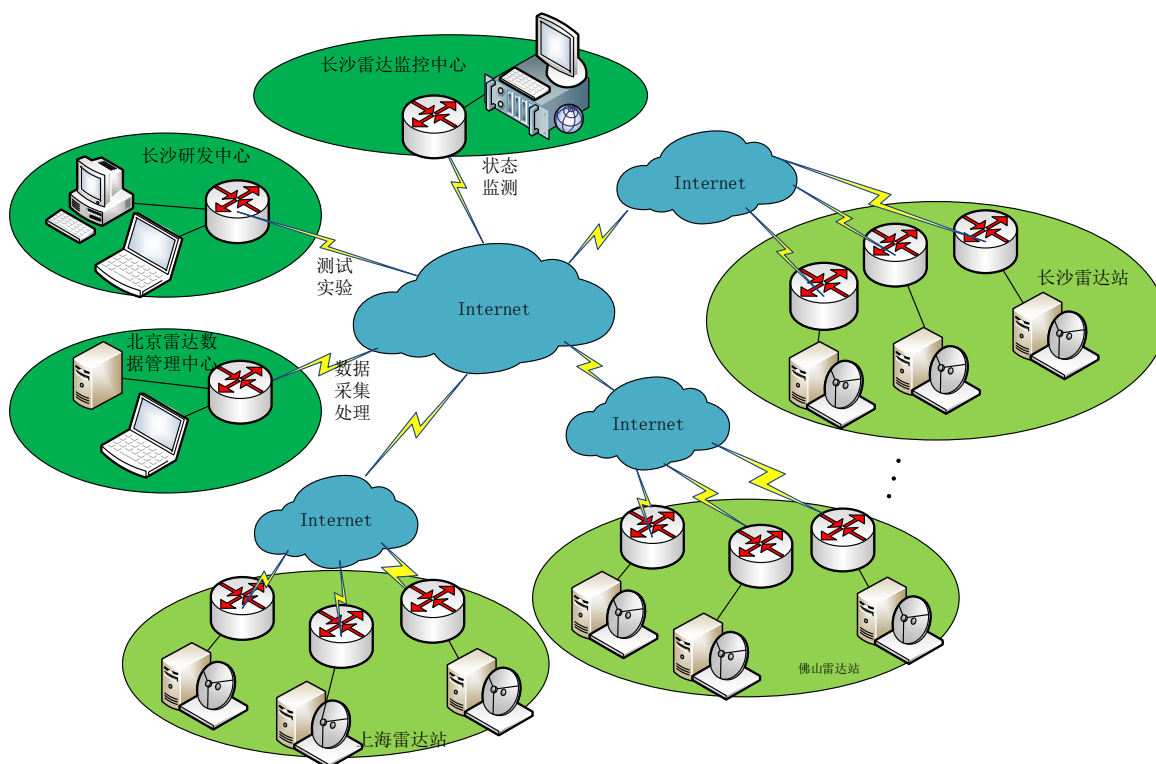 长沙雷达监控中心
长沙研发中心
状态
监测
Internet
测试
实验
长沙雷达站
Internet
北京雷达数
据管理中心
数据
采集
处理
Internet
Internet
佛山雷达站
上海雷达站